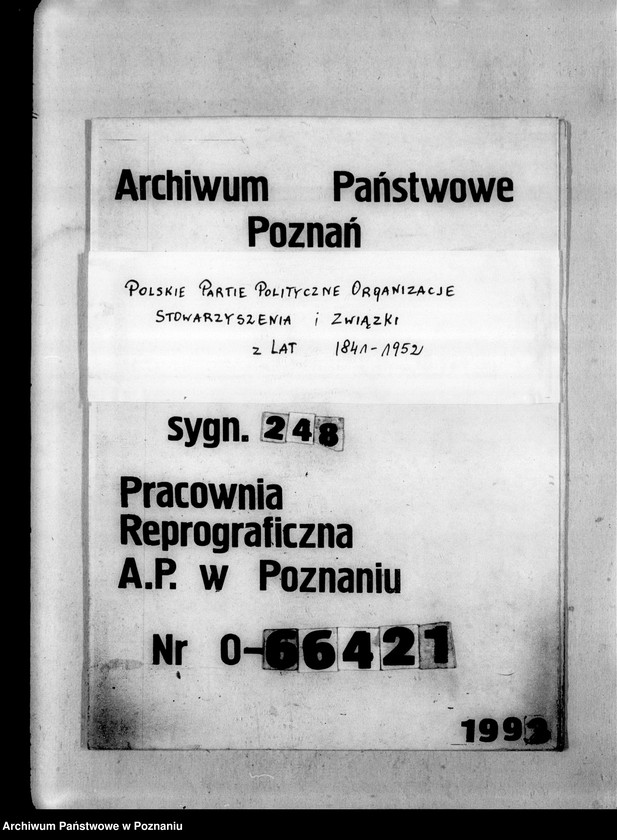 Archiwum Państwowe
Poznań
POLSKIE PARTIE POLITYCZNE ORGANIZACJE
STOWARZYSZENIA i ZWIĄZKI
z LAT 1841-1952
sygn. 248
Pracownia
Reprograficzna
A.P. w Poznaniu
Nr O-66421
1993
Archiwum Państwowe w Poznaniu